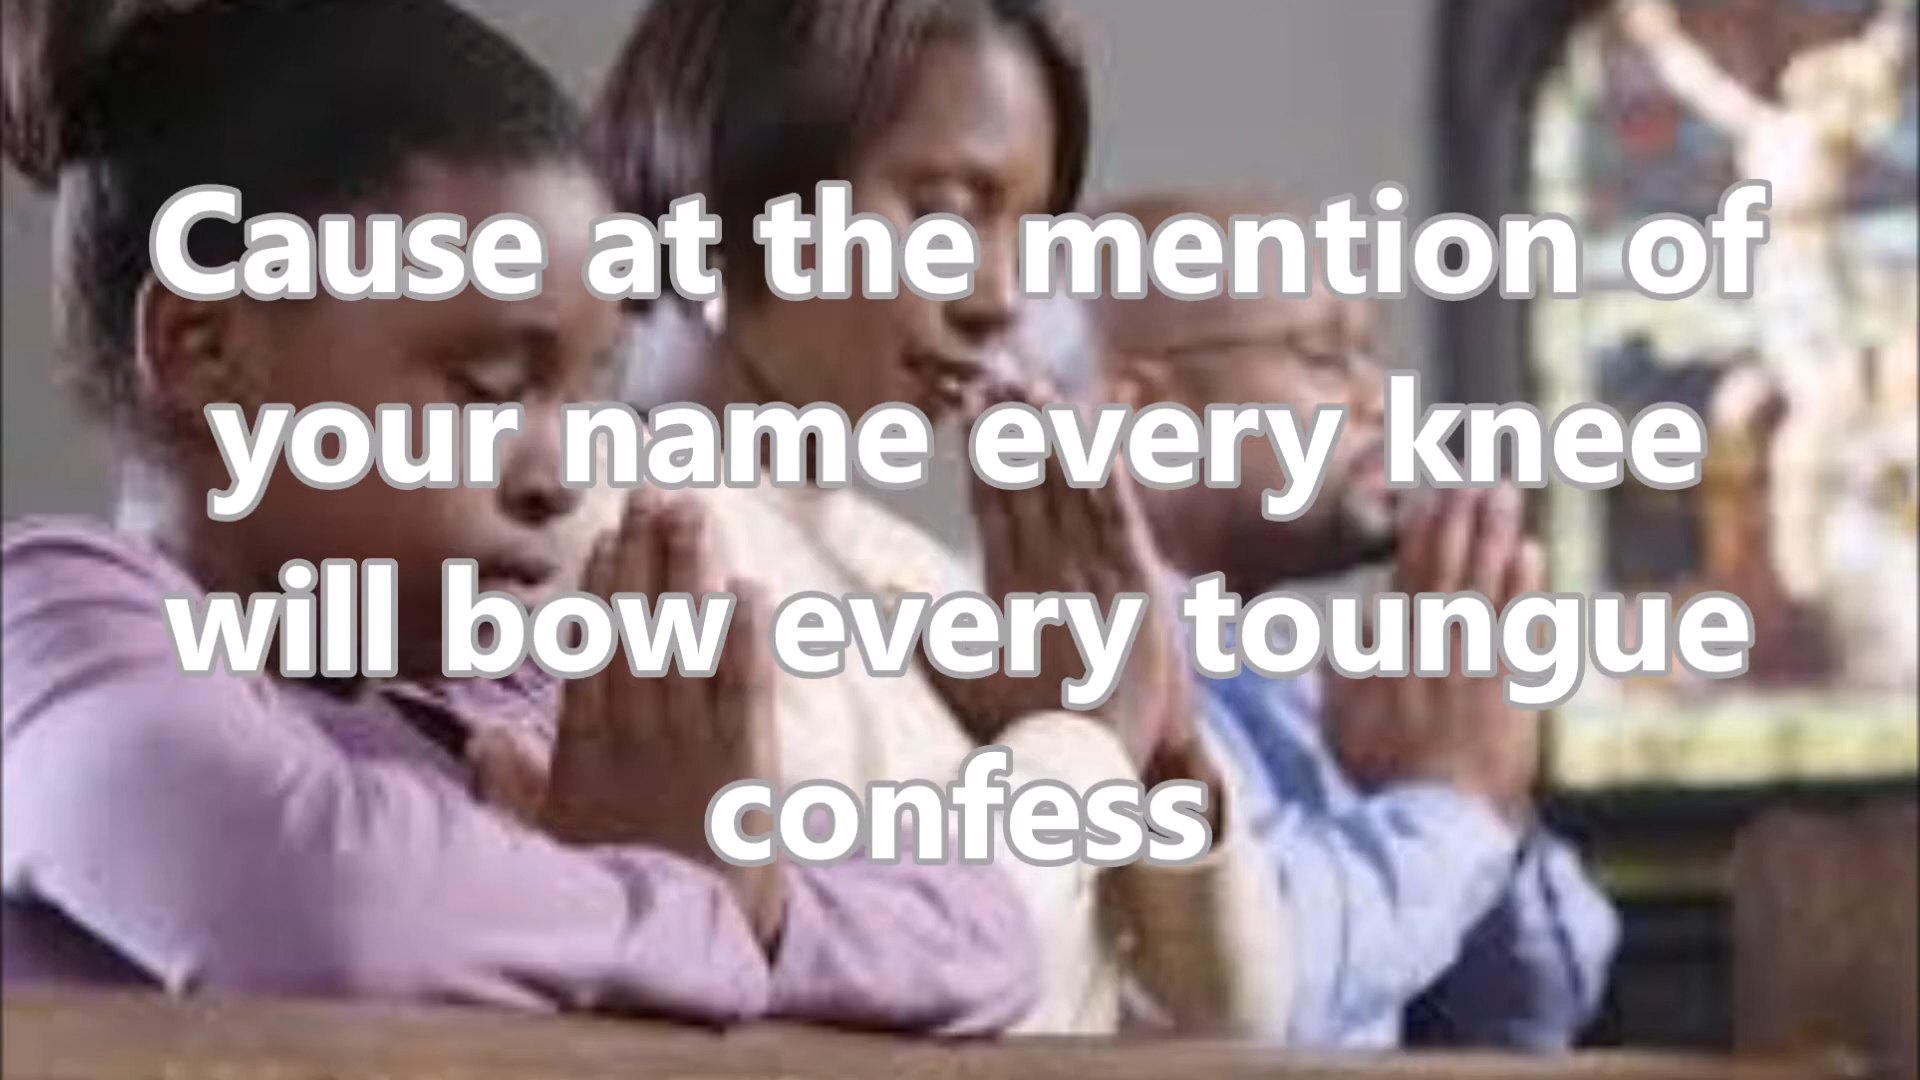 Cause at the mention of
your name every knee
will bow every toungue
confess